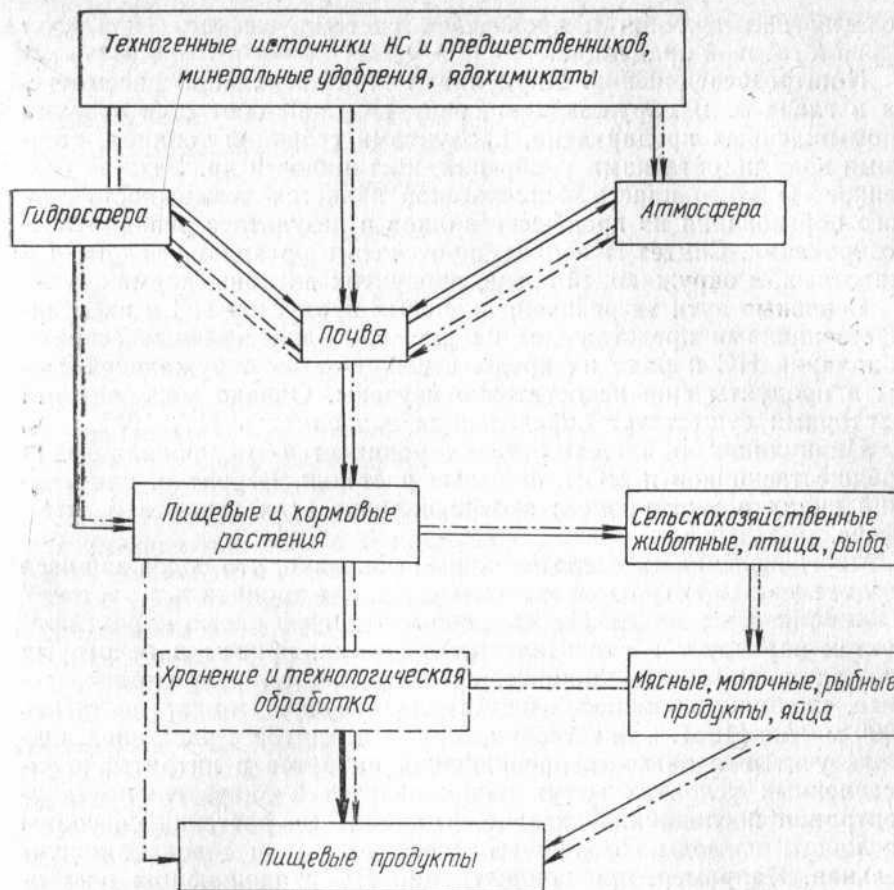 Техногенные источники НС и предшественников,
минеральные удобрения, ядохимикаты
Гидросфера
Атмосфера
Почва
Пищевые и кормовые
растения
Сельскохозяйственные
животные, птица, рыба
Хранение и технологическая
обработка
Мясные, молочные, рыбные
продукты, яйца
Пищевые продукты